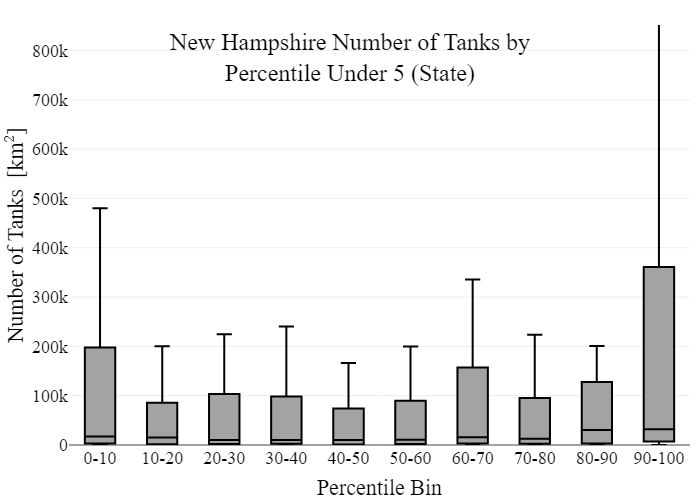 New Hampshire Number of Tanks by
Percentile Under 5 (State)
Number of Tanks [km²]
800k
700k
600k
500k
400k
300k
200k
100k
0
0-10 10-20 20-30 30-40 40-50 50-60 60-70 70-80 80-90 90-100
Percentile Bin